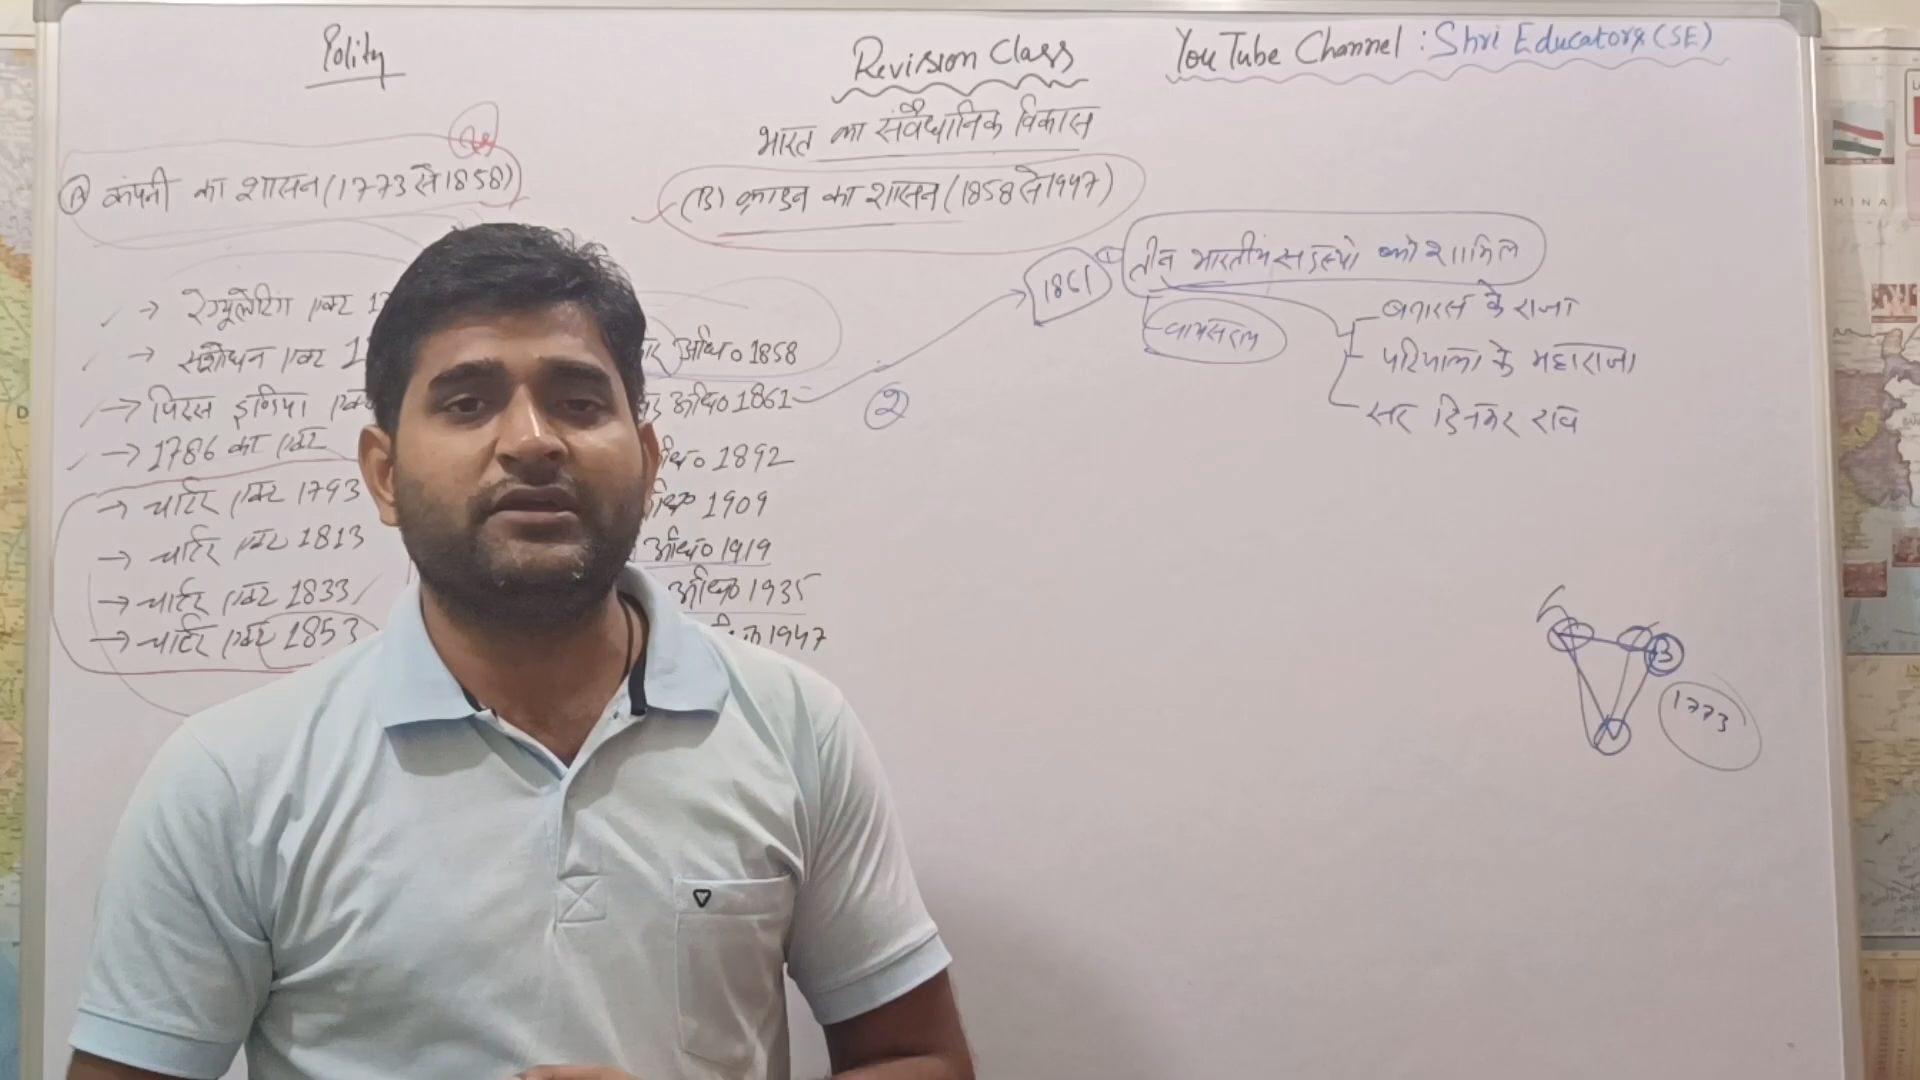 Polity
Revision Class
YouTube Channel : Shri Educators (SE)
भारत का संवैधानिक विकास
(A) कंपनी का शासन (1773 से 1858)
(B) क्राउन का शासन (1858 से 1947)
→ रेग्यूलेटिंग एक्ट
→ संशोधन एक्ट
→ पिट्स इण्डिया एक्ट
→ 1786 का एक्ट
→ चार्टर एक्ट 1793
→ चार्टर एक्ट 1813
→ चार्टर एक्ट 1833
→ चार्टर एक्ट 1853
अधि० 1858
अधि० 1861
1892
1909
अधि० 1919
अधि० 1935
1947
②
1861
तीन भारतीय सदस्यों को शामिल
वायसराय
बनारस के राजा
पटियाला के महाराजा
सर दिनकर राव
B
1773